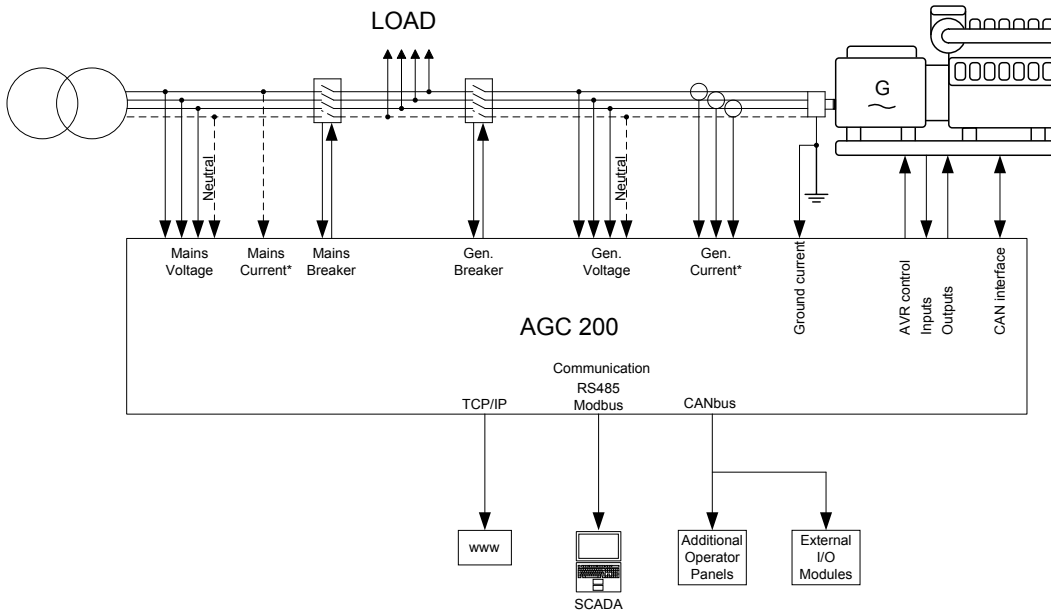 LOAD
G
Neutral
Neutral
Mains
Voltage
Mains
Current*
Mains
Breaker
Gen.
Breaker
Gen.
Voltage
Gen.
Current*
Ground current
AVR control
Inputs
Outputs
CAN interface
AGC 200
Communication
TCP/IP
RS485
Modbus
CANbus
www
SCADA
Additional
Operator
Panels
External
I/O
Modules